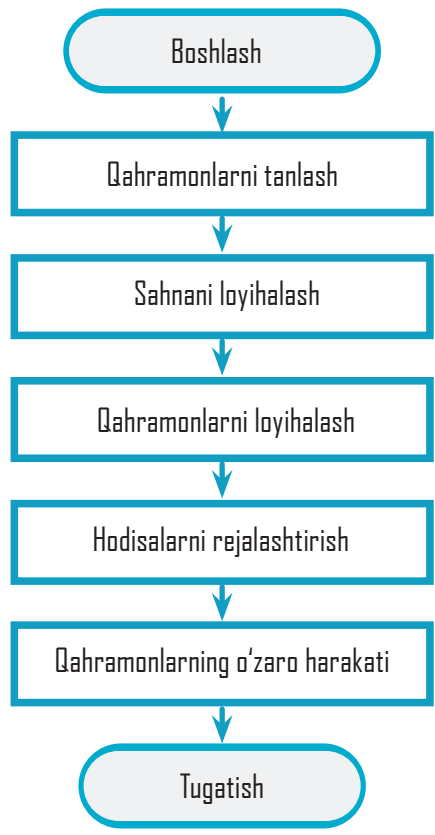 Boshlash
Qahramonlarni tanlash
Sahnani loyihalash
Qahramonlarni loyihalash
Hodisalarni rejalashtirish
Qahramonlarning o‘zaro harakati
Tugatish